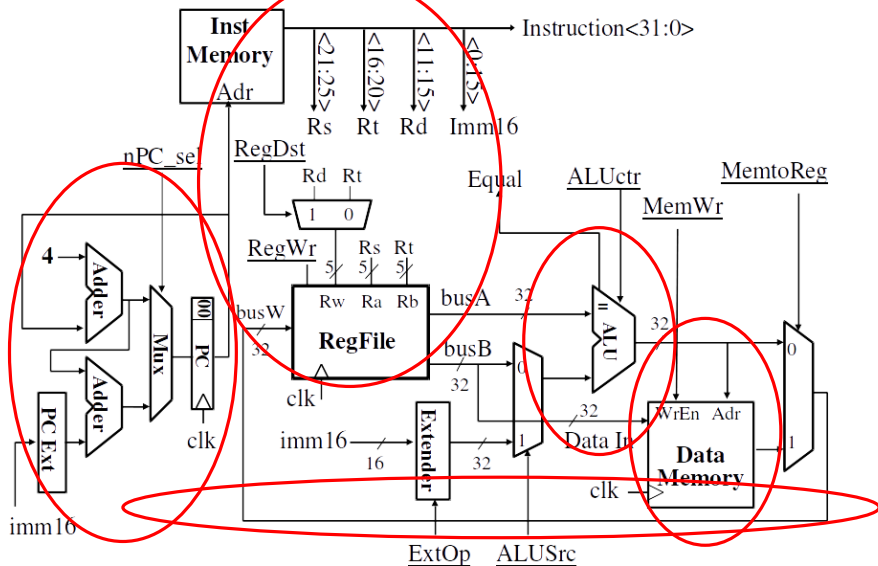 Inst
Memory
Adr
Instruction<31:0>
<21:25>
<16:20>
<11:15>
<0:15>
Rs
Rt
Rd
Imm16
nPC_sel
RegDst
Rd
Rt
1
0
Equal
ALUctr
MemtoReg
MemWr
RegWr
Rs
Rt
5
5
5
4
Adder
00
Mux
PC
busW
32
Rw
Ra
Rb
RegFile
clk
busA
32
busB
32
=
ALU
32
0
0
Adder
PC Ext
clk
imm16
imm16
16
Extender
32
1
32
Data In
WrEn
Adr
Data
Memory
clk
1
ExtOp
ALUSrc